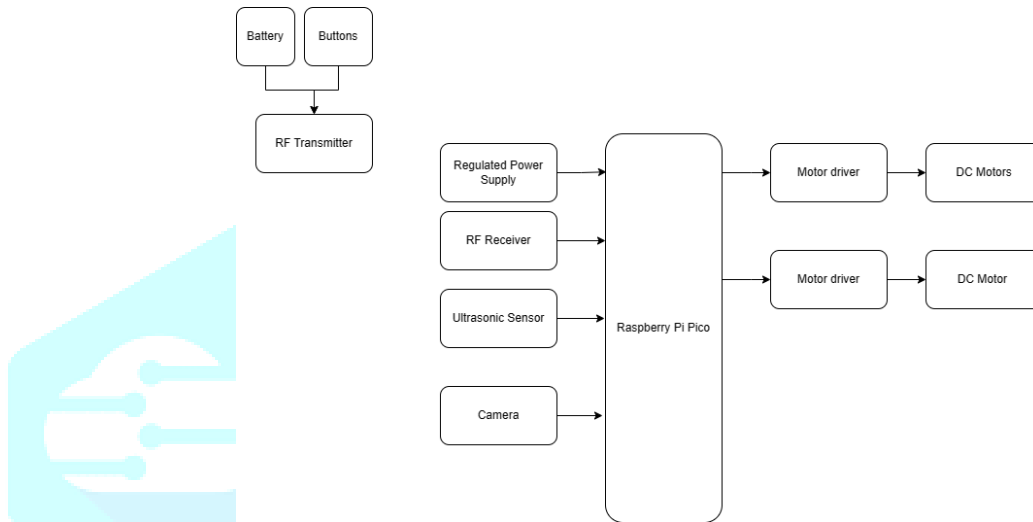 Battery
Buttons
RF Transmitter
Regulated Power
Supply
RF Receiver
Ultrasonic Sensor
Camera
Raspberry Pi Pico
Motor driver
DC Motors
Motor driver
DC Motor